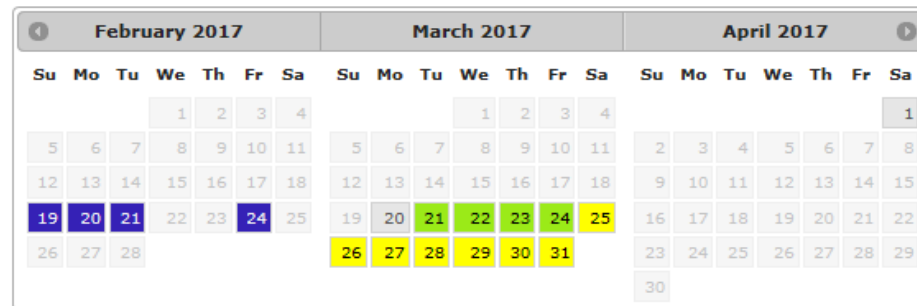 February 2017 March 2017 April 2017
Su Mo Tu We Th Fr Sa Su Mo Tu We Th Fr Sa Su Mo Tu We Th Fr Sa
1 2 3 4 1 2 3 4 1
5 6 7 8 9 10 11 5 6 7 8 9 10 11 2 3 4 5 6 7 8
12 13 14 15 16 17 18 12 13 14 15 16 17 18 9 10 11 12 13 14 15
19 20 21 22 23 24 25 19 20 21 22 23 24 25 16 17 18 19 20 21 22
26 27 28 26 27 28 29 30 31 23 24 25 26 27 28 29
30